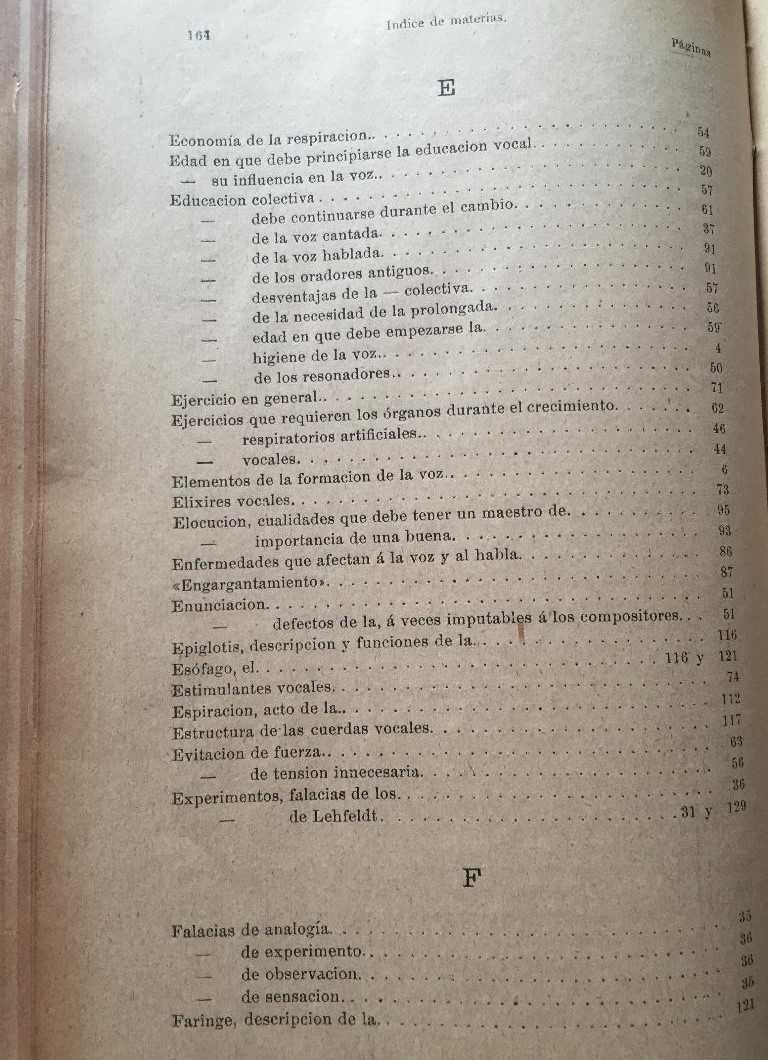 164
Indice de materias.
Páginas
E
Economía de la respiracion.. . . . . . . . . . 54
Edad en que debe principiarse la educacion vocal. . . . . . . . . . 59
— su influencia en la voz.. . . . . . . . . . 20
Educacion colectiva . . . . . . . . . . 57
— debe continuarse durante el cambio. . . . . . . . . . 61
— de la voz cantada. . . . . . . . . . 37
— de la voz hablada. . . . . . . . . . 91
— de los oradores antiguos. . . . . . . . . . 91
— desventajas de la — colectiva. . . . . . . . . . 57
— de la necesidad de la prolongada. . . . . . . . . . 56
— edad en que debe empezarse la. . . . . . . . . . 59
— higiene de la voz.. . . . . . . . . . 4
— de los resonadores.. . . . . . . . . . 50
Ejercicio en general.. . . . . . . . . . 71
Ejercicios que requieren los órganos durante el crecimiento. . . . . . 62
— respiratorios artificiales.. . . . . . . . . . 46
— vocales. . . . . . . . . . 44
Elementos de la formacion de la voz.. . . . . . . . . . 6
Elixires vocales. . . . . . . . . . 73
Elocucion, cualidades que debe tener un maestro de. . . . . . . . . . 95
— importancia de una buena. . . . . . . . . . 93
Enfermedades que afectan á la voz y al habla. . . . . . . . . . 86
«Engargantamiento». . . . . . . . . . 87
Enunciacion. . . . . . . . . . 51
— defectos de la, á veces imputables á los compositores. . . 51
Epiglotis, descripcion y funciones de la. . . . . . . . . . 116
Esófago, el. . . . . . . . . . 116 y 121
Estimulantes vocales. . . . . . . . . . 74
Espiracion, acto de la.. . . . . . . . . . 112
Estructura de las cuerdas vocales. . . . . . . . . . 117
Evitacion de fuerza.. . . . . . . . . . 63
— de tension innecesaria. . . . . . . . . . 56
Experimentos, falacias de los. . . . . . . . . . 36
— de Lehfeldt. . . . . . . . . . 31 y 129
F
Falacias de analogía. . . . . . . . . . 35
— de experimento.. . . . . . . . . . 36
— de observacion. . . . . . . . . . 36
— de sensacion.. . . . . . . . . . 35
Faringe, descripcion de la. . . . . . . . . . 121